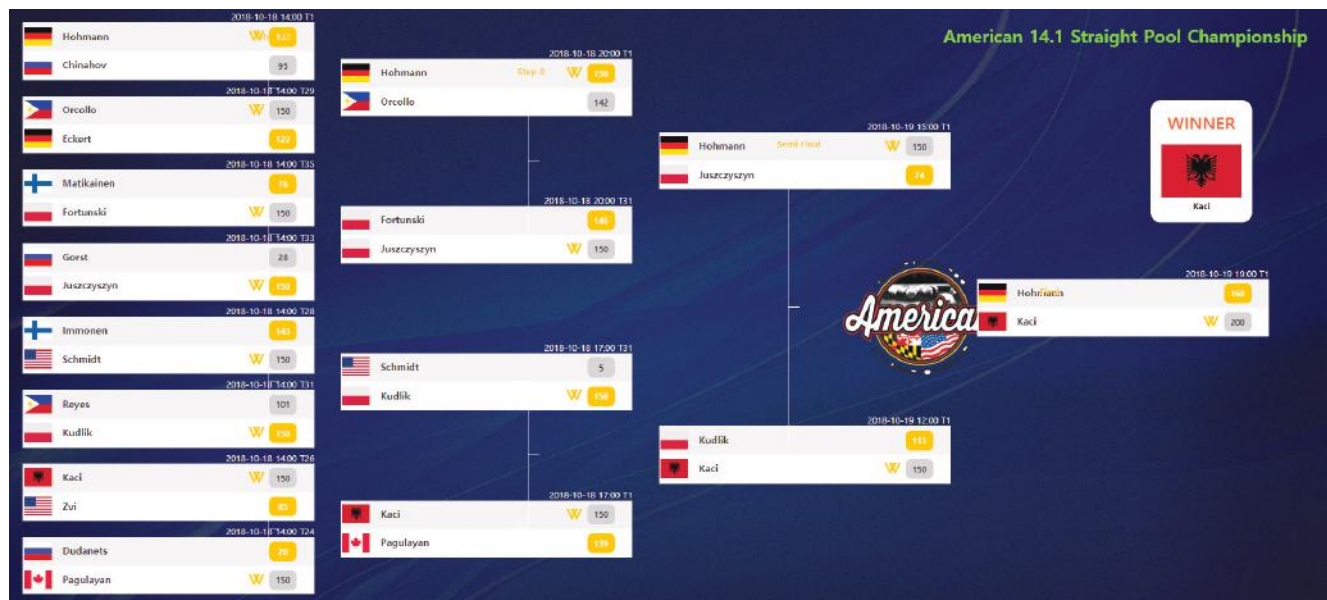 American 14.1 Straight Pool Championship
2018-10-18 14:00 T1
Hohmann W
Chinahov 95
2018-10-18 14:00 T29
Orcollo W 150
Eckert 122
2018-10-18 14:00 T35
Matikainen
Fortunski W 150
2018-10-18 14:00 T33
Gorst 28
Juszczyszyn W 150
2018-10-18 14:00 T28
Immonen
Schmidt W 150
2018-10-18 14:00 T31
Reyes 101
Kudlik W 150
2018-10-18 14:00 T26
Kaci W 150
Zvi 85
2018-10-18 14:00 T24
Dudanets
Pagulayan W 150
2018-10-18 20:00 T1
Hohmann Step 8 W 150
Orcollo 142
2018-10-18 20:00 T31
Fortunski 146
Juszczyszyn W 150
2018-10-18 17:00 T31
Schmidt 5
Kudlik W 150
2018-10-18 17:00 T1
Kaci W 150
Pagulayan 139
2018-10-19 15:00 T1
Hohmann Semi Final W 150
Juszczyszyn 74
2018-10-19 12:00 T1
Kudlik
Kaci W 150
America
2018-10-19 19:00 T1
Hohmann
Kaci W 200
WINNER
Kaci